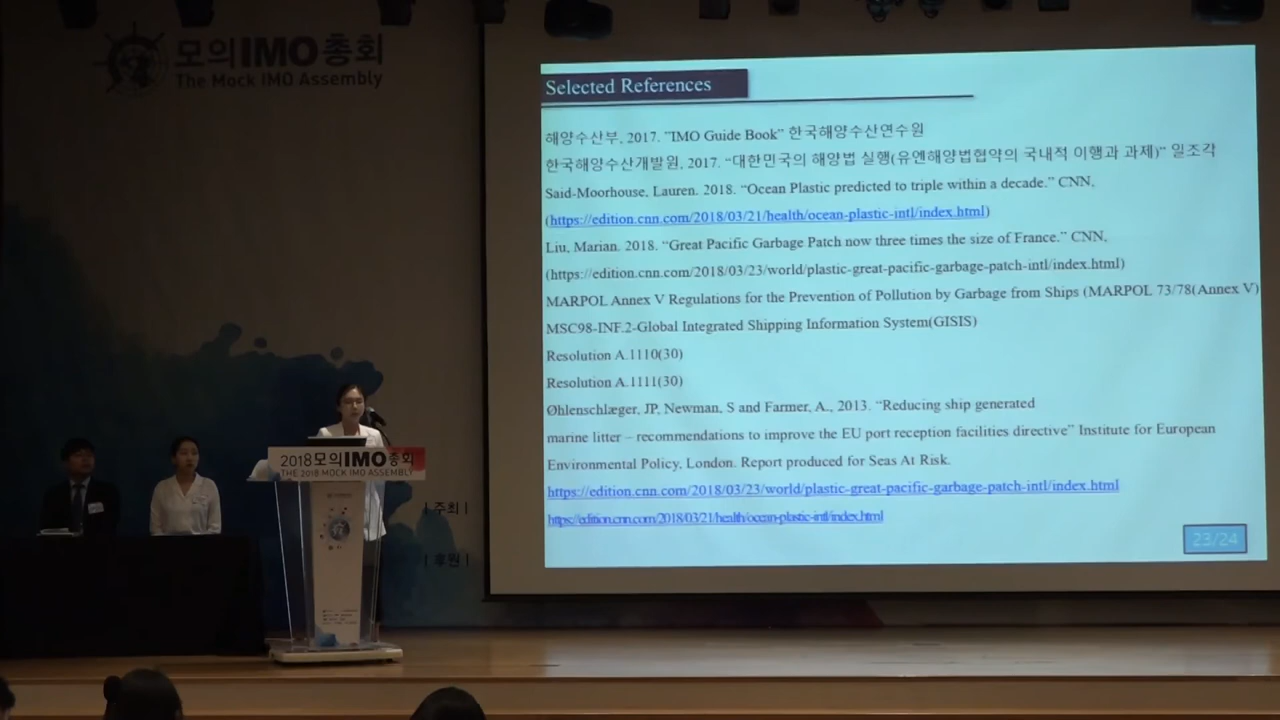 모의IMO총회
The Mock IMO Assembly
Selected References
해양수산부, 2017. "IMO Guide Book" 한국해양수산연수원
한국해양수산개발원, 2017. "대한민국의 해양법 실행(유엔해양법협약의 국내적 이행과 과제)" 일조각
Said-Moorhouse, Lauren. 2018. “Ocean Plastic predicted to triple within a decade.” CNN,
(https://edition.cnn.com/2018/03/21/health/ocean-plastic-intl/index.html)
Liu, Marian. 2018. “Great Pacific Garbage Patch now three times the size of France.” CNN,
(https://edition.cnn.com/2018/03/23/world/plastic-great-pacific-garbage-patch-intl/index.html)
MARPOL Annex V Regulations for the Prevention of Pollution by Garbage from Ships (MARPOL 73/78(Annex V)
MSC98-INF.2-Global Integrated Shipping Information System(GISIS)
Resolution A.1110(30)
Resolution A.1111(30)
Øhlenschlæger, JP, Newman, S and Farmer, A., 2013. “Reducing ship generated
marine litter – recommendations to improve the EU port reception facilities directive” Institute for European
Environmental Policy, London. Report produced for Seas At Risk.
https://edition.cnn.com/2018/03/23/world/plastic-great-pacific-garbage-patch-intl/index.html
https://edition.cnn.com/2018/03/21/health/ocean-plastic-intl/index.html
23/24
2018모의IMO총회
THE 2018 MOCK IMO ASSEMBLY
| 주최 |
| 후원 |